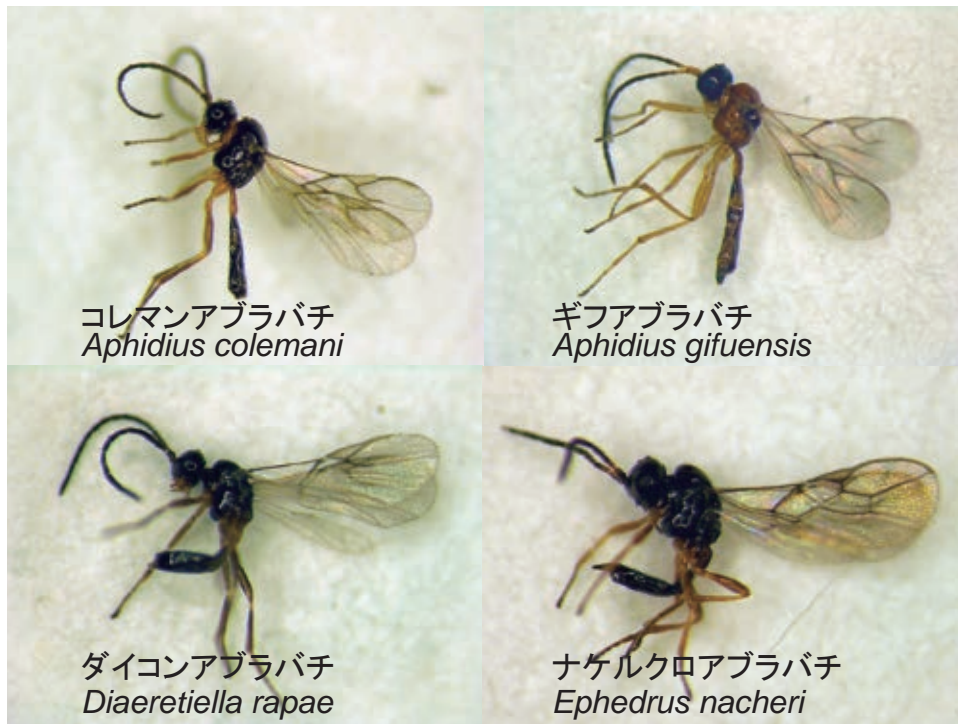 コレマンアブラバチ
Aphidius colemani
ギフアブラバチ
Aphidius gifuensis
ダイコンアブラバチ
Diaeretiella rapae
ナケルクロアブラバチ
Ephedrus nacheri